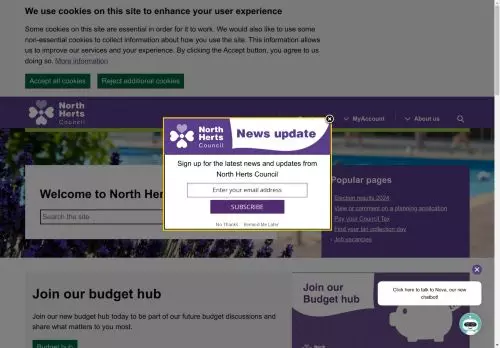 We use cookies on this site to enhance your user experience
Some cookies on this site are essential in order for it to work. We would also like to use some
non-essential cookies to collect information about how you use the site. This information allows
us to improve our services and your experience. By clicking the Accept button, you agree to us
doing so. More information
Accept all cookies
Reject additional cookies
North
Herts
Council
MyAccount
About us
North
Herts
Council
News update
Sign up for the latest news and updates from
North Herts Council
Enter your email address
SUBSCRIBE
No Thanks
Remind Me Later
Welcome to North Her
Search the site
Popular pages
Election results 2024
View or comment on a planning application
Pay your Council Tax
Find your bin collection day
Job vacancies
Join our budget hub
Join our new budget hub today to be part of our future budget discussions and
share what matters to you most.
Budget hub
Join our
Budget hub
Click here to talk to Nova, our new
chatbot!
North